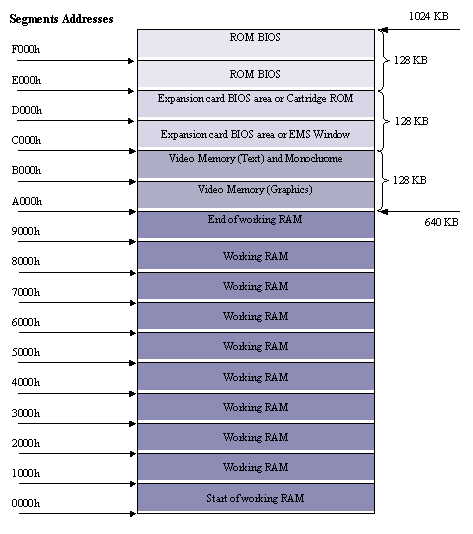 Segments Addresses
1024 KB
ROM BIOS
F000h
128 KB
ROM BIOS
E000h
Expansion card BIOS area or Cartridge ROM
D000h
128 KB
Expansion card BIOS area or EMS Window
C000h
Video Memory (Text) and Monochrome
B000h
128 KB
Video Memory (Graphics)
A000h
End of working RAM
640 KB
9000h
Working RAM
8000h
Working RAM
7000h
Working RAM
6000h
Working RAM
5000h
Working RAM
4000h
Working RAM
3000h
Working RAM
2000h
Working RAM
1000h
Start of working RAM
0000h